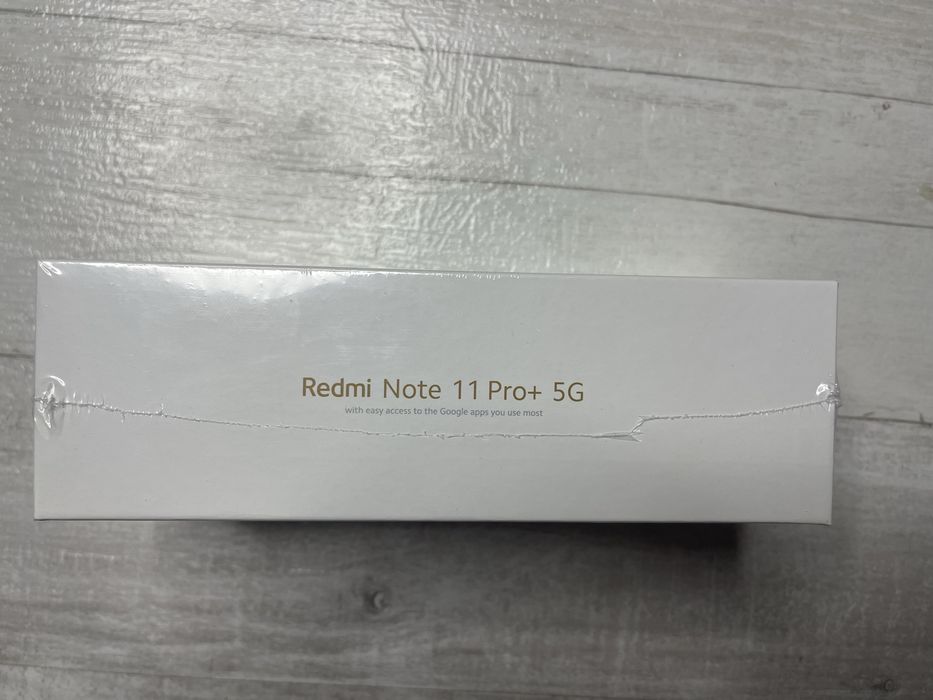 Redmi Note 11 Pro+ 5G
with easy access to the Google apps you use most